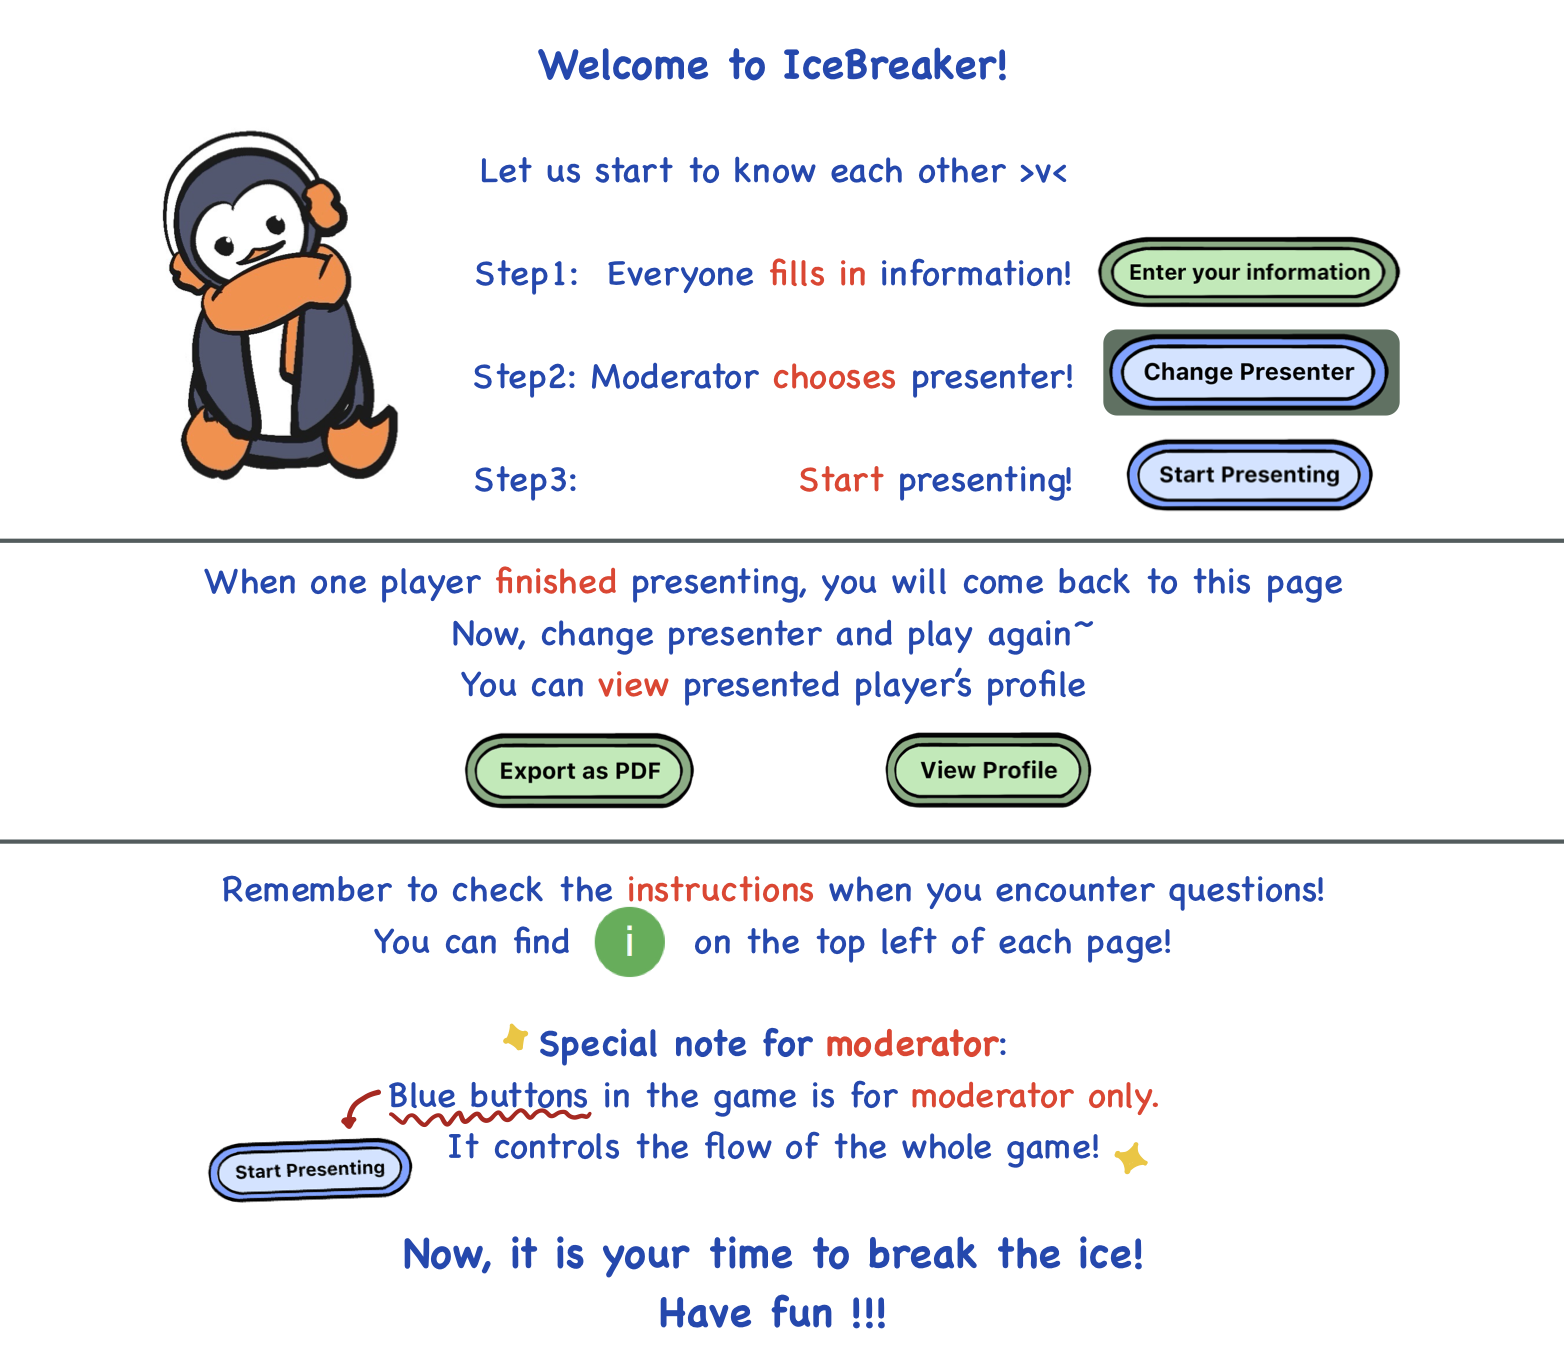 Welcome to IceBreaker!
Let us start to know each other >v<
Step1: Everyone fills in information!
Enter your information
Step2: Moderator chooses presenter!
Change Presenter
Step3: Start presenting!
Start Presenting
When one player finished presenting, you will come back to this page
Now, change presenter and play again~
You can view presented player's profile
Export as PDF
View Profile
Remember to check the instructions when you encounter questions!
You can find i on the top left of each page!
Special note for moderator:
Blue buttons in the game is for moderator only.
It controls the flow of the whole game!
Start Presenting
Now, it is your time to break the ice!
Have fun !!!